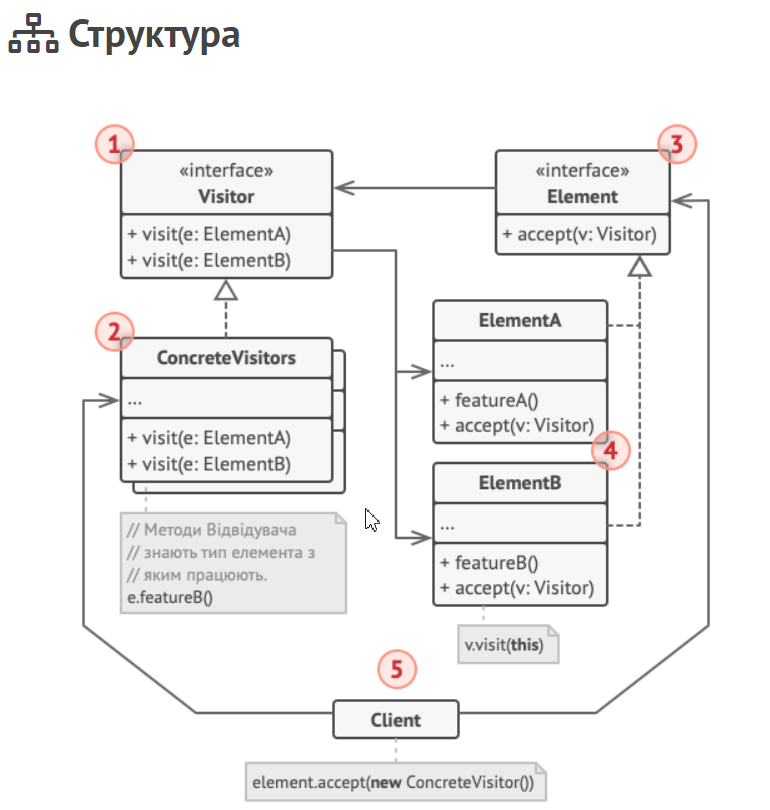 Структура
1
«interface»
Visitor
+ visit(e: ElementA)
+ visit(e: ElementB)
3
«interface»
Element
+ accept(v: Visitor)
2
ConcreteVisitors
...
+ visit(e: ElementA)
+ visit(e: ElementB)
// Методи Відвідувача
// знають тип елемента з
// яким працюють.
e.featureB()
ElementA
...
+ featureA()
+ accept(v: Visitor)
4
ElementB
...
+ featureB()
+ accept(v: Visitor)
v.visit(this)
5
Client
element.accept(new ConcreteVisitor())